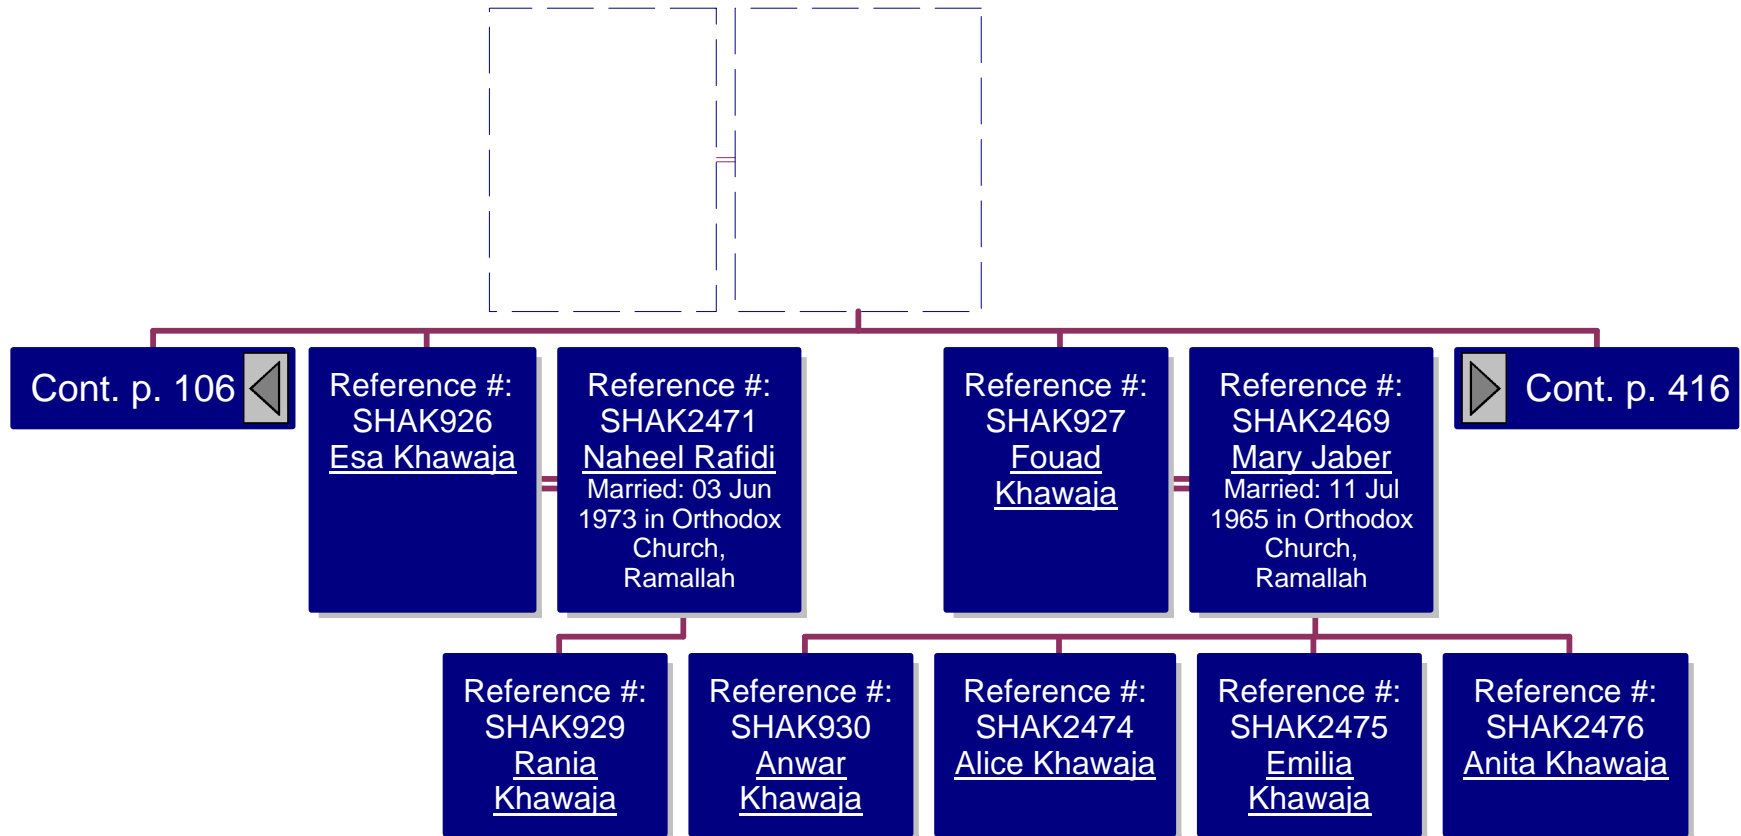 Cont. p. 106
Reference #:
SHAK926
Esa Khawaja
Reference #:
SHAK2471
Naheel Rafidi
Married: 03 Jun
1973 in Orthodox
Church,
Ramallah
Reference #:
SHAK927
Fouad
Khawaja
Reference #:
SHAK2469
Mary Jaber
Married: 11 Jul
1965 in Orthodox
Church,
Ramallah
Cont. p. 416
Reference #:
SHAK929
Rania
Khawaja
Reference #:
SHAK930
Anwar
Khawaja
Reference #:
SHAK2474
Alice Khawaja
Reference #:
SHAK2475
Emilia
Khawaja
Reference #:
SHAK2476
Anita Khawaja